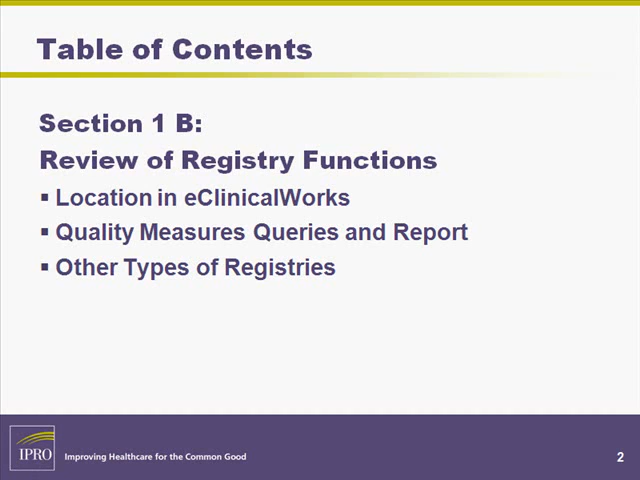 Table of Contents
Section 1 B:
Review of Registry Functions
▪ Location in eClinicalWorks
▪ Quality Measures Queries and Report
▪ Other Types of Registries
IPRO
Improving Healthcare for the Common Good
2